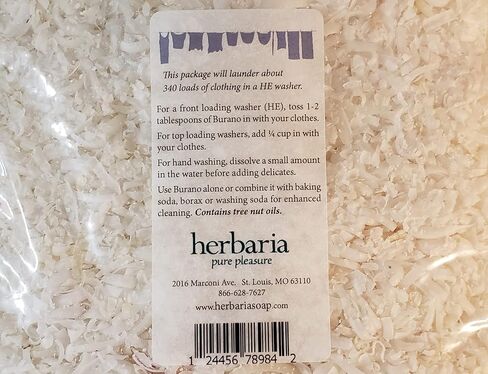 This package will launder about
340 loads of clothing in a HE washer.
For a front loading washer (HE), toss 1-2
tablespoons of Burano in with your clothes.
For top loading washers, add ¼ cup in with
your clothes.
For hand washing, dissolve a small amount
in the water before adding delicates.
Use Burano alone or combine it with baking
soda, borax or washing soda for enhanced
cleaning. Contains tree nut oils.
herbaria
pure pleasure
2016 Marconi Ave. St. Louis, MO 63110
866-628-7627
www.herbariasoap.com
1 24456 78984 2